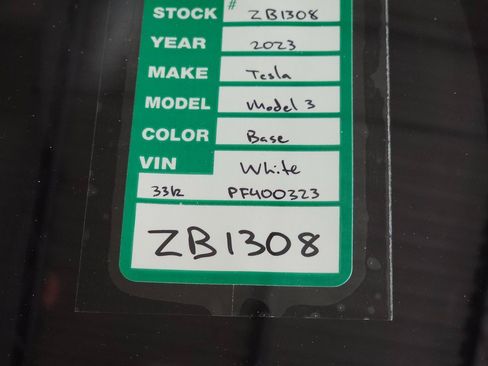 STOCK # ZB1308
YEAR 2023
MAKE Tesla
MODEL Model 3
COLOR Base
VIN White
33k PF400323
ZB1308